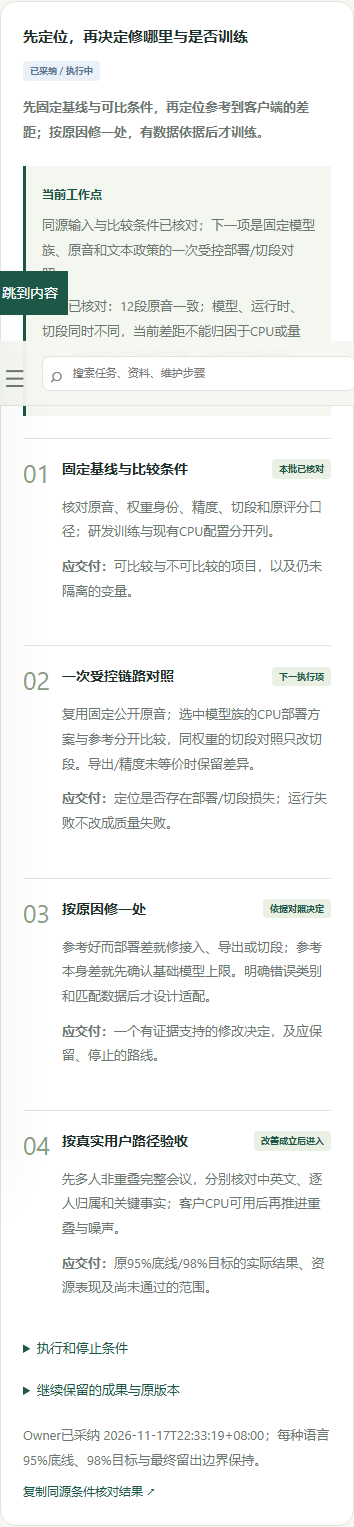 先定位，再决定修哪里与是否训练
已采纳 / 执行中
先固定基线与可比条件，再定位参考到客户端的差
距；按原因修一处，有数据依据后才训练。
当前工作点
同源输入与比较条件已核对；下一项是固定模型
族、原音和文本政策的一次受控部署/切段对
跳到内容
已核对：12段原音一致；模型、运行时、
切段同时不同，当前差距不能归因于CPU或量
搜索任务、资料、维护步骤
01 固定基线与比较条件 本批已核对
核对原音、权重身份、精度、切段和原评分口
径；研发训练与现有CPU配置分开列。
应交付：可比较与不可比较的项目，以及仍未
隔离的变量。
02 一次受控链路对照 下一执行项
复用固定公开原音；选中模型族的CPU部署方
案与参考分开比较，同权重的切段对照只改切
段。导出/精度未等价时保留差异。
应交付：定位是否存在部署/切段损失；运行失
败不改成质量失败。
03 按原因修一处 依据对照决定
参考好而部署差就修接入、导出或切段；参考
本身差就先确认基础模型上限。明确错误类别
和匹配数据后才设计适配。
应交付：一个有证据支持的修改决定，及应保
留、停止的路线。
04 按真实用户路径验收 改善成立后进入
先多人非重叠完整会议，分别核对中英文、逐
人归属和关键事实；客户CPU可用后再推进重
叠与噪声。
应交付：原95%底线/98%目标的实际结果、资
源表现及尚未通过的范围。
▶ 执行和停止条件
▶ 继续保留的成果与原版本
Owner已采纳 2026-11-17T22:33:19+08:00；每种语言
95%底线、98%目标与最终留出边界保持。
复制同源条件核对结果 ↗